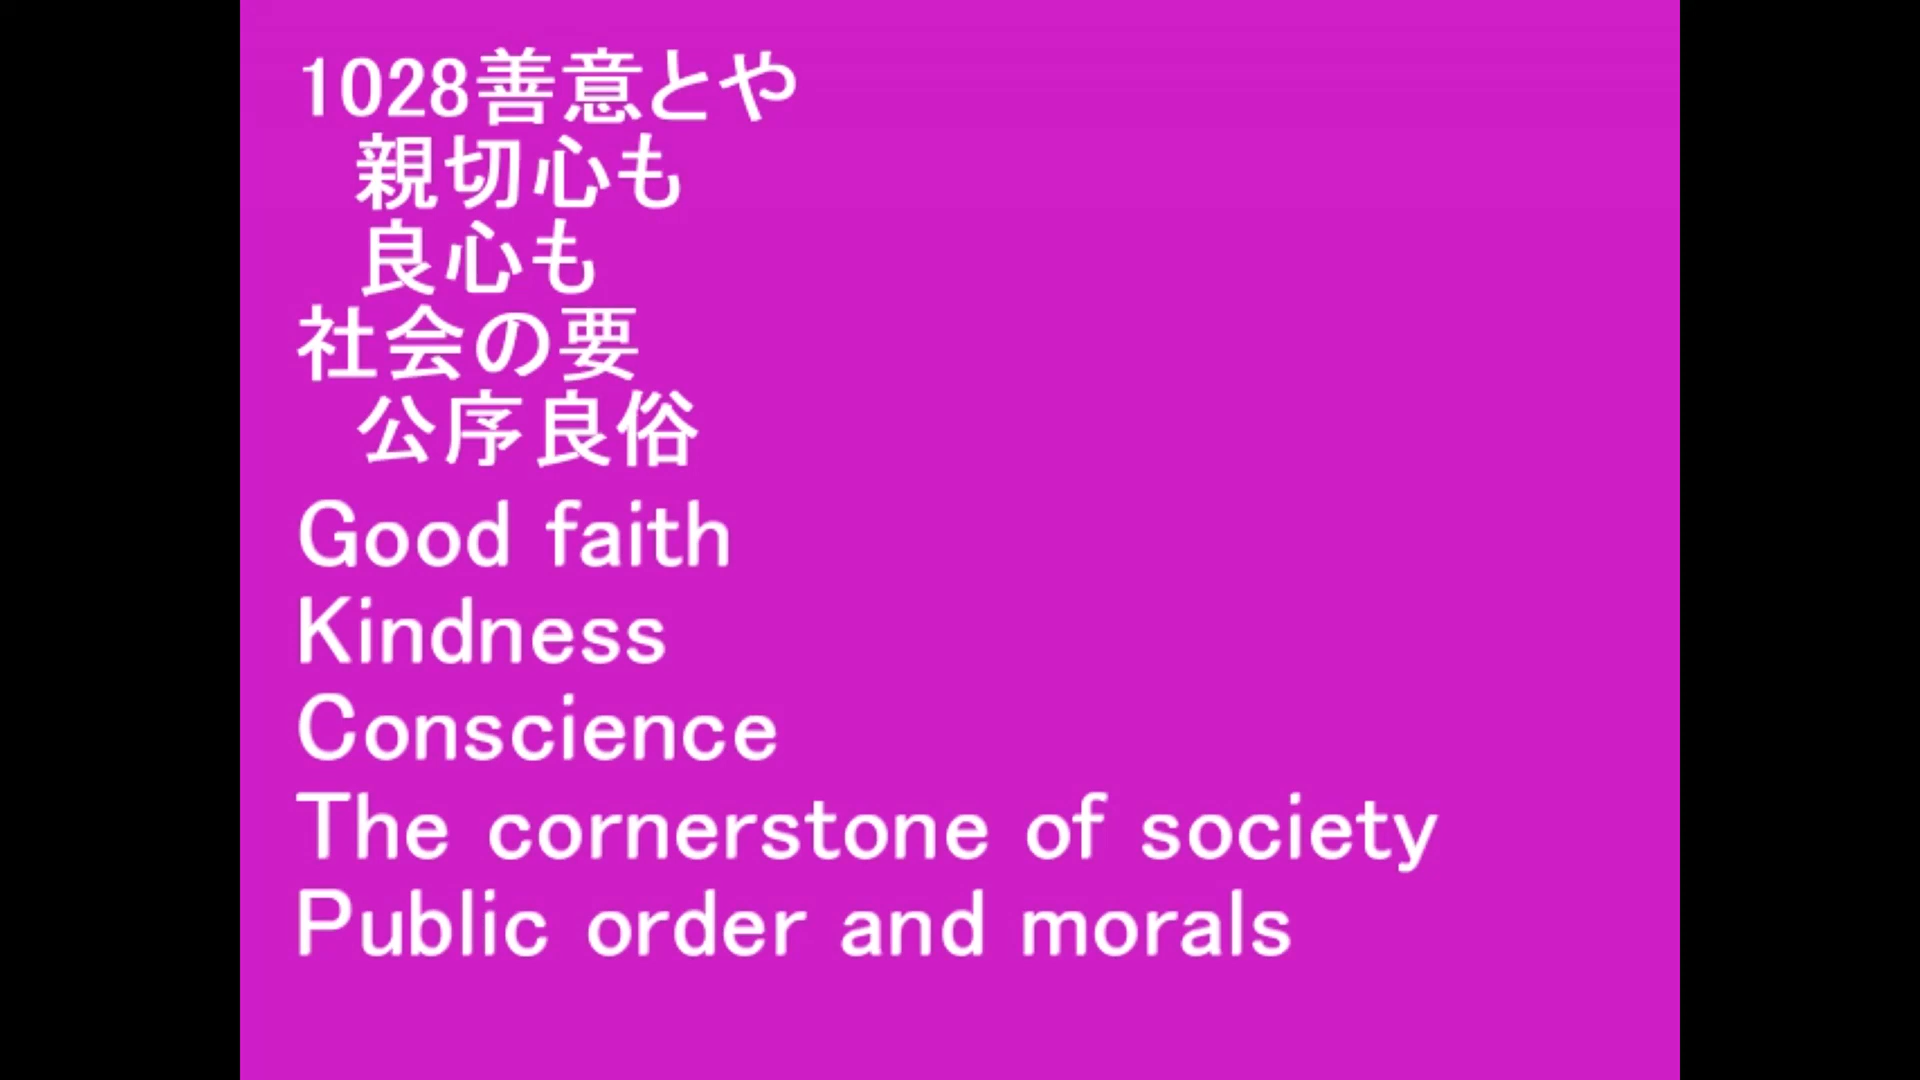 1028善意とや
親切心も
良心も
社会の要
公序良俗
Good faith
Kindness
Conscience
The cornerstone of society
Public order and morals